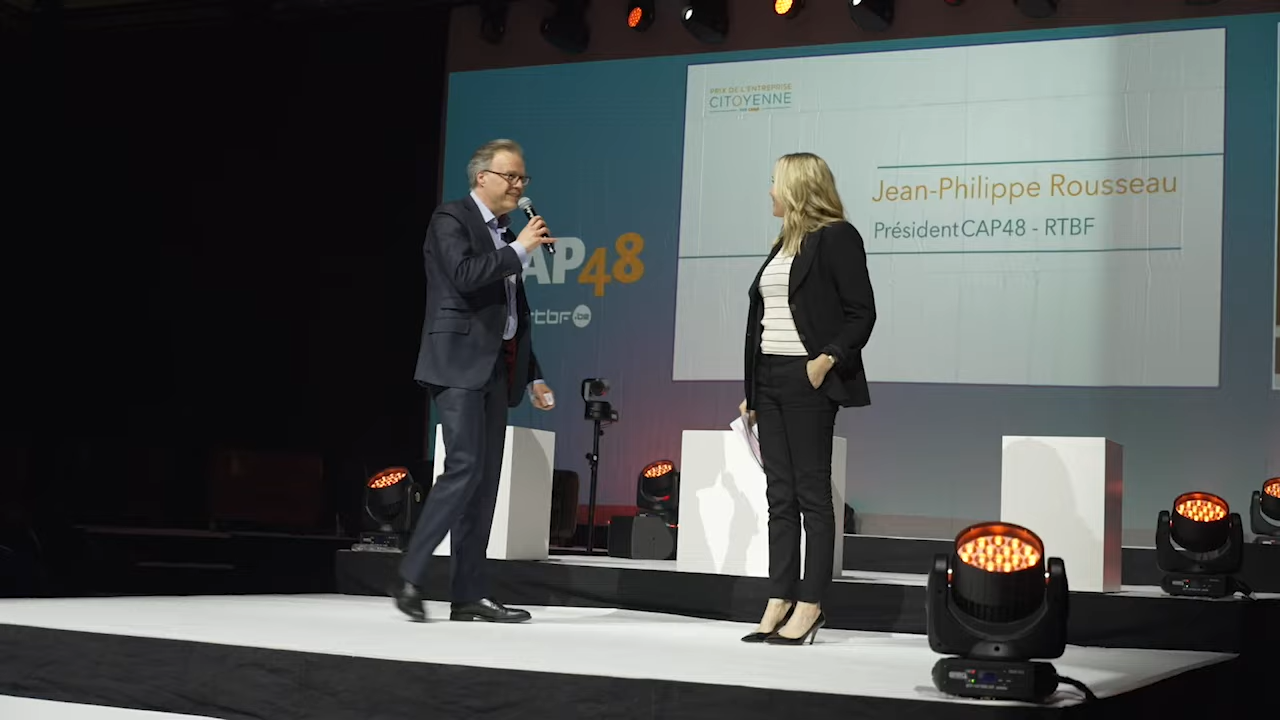 PRIX DE L'ENTREPRISE
CITOYENNE
Jean-Philippe Rousseau
Président CAP48 - RTBF
AP48
rtbf.be